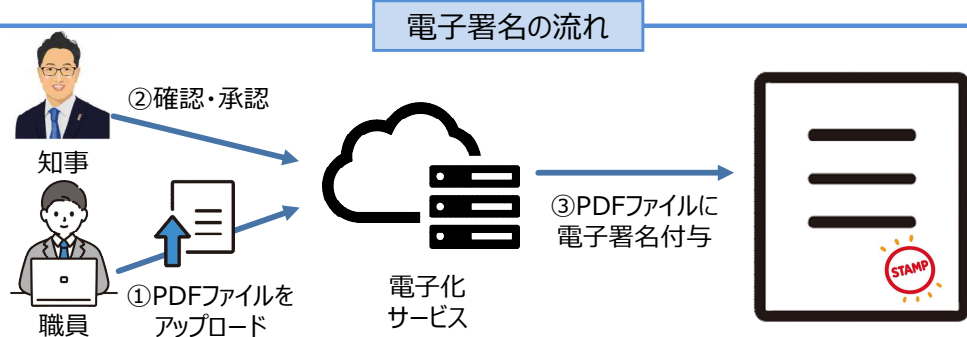 電子署名の流れ
②確認・承認
知事
①PDFファイルを
アップロード
職員
電子化
サービス
③PDFファイルに
電子署名付与
STAMP